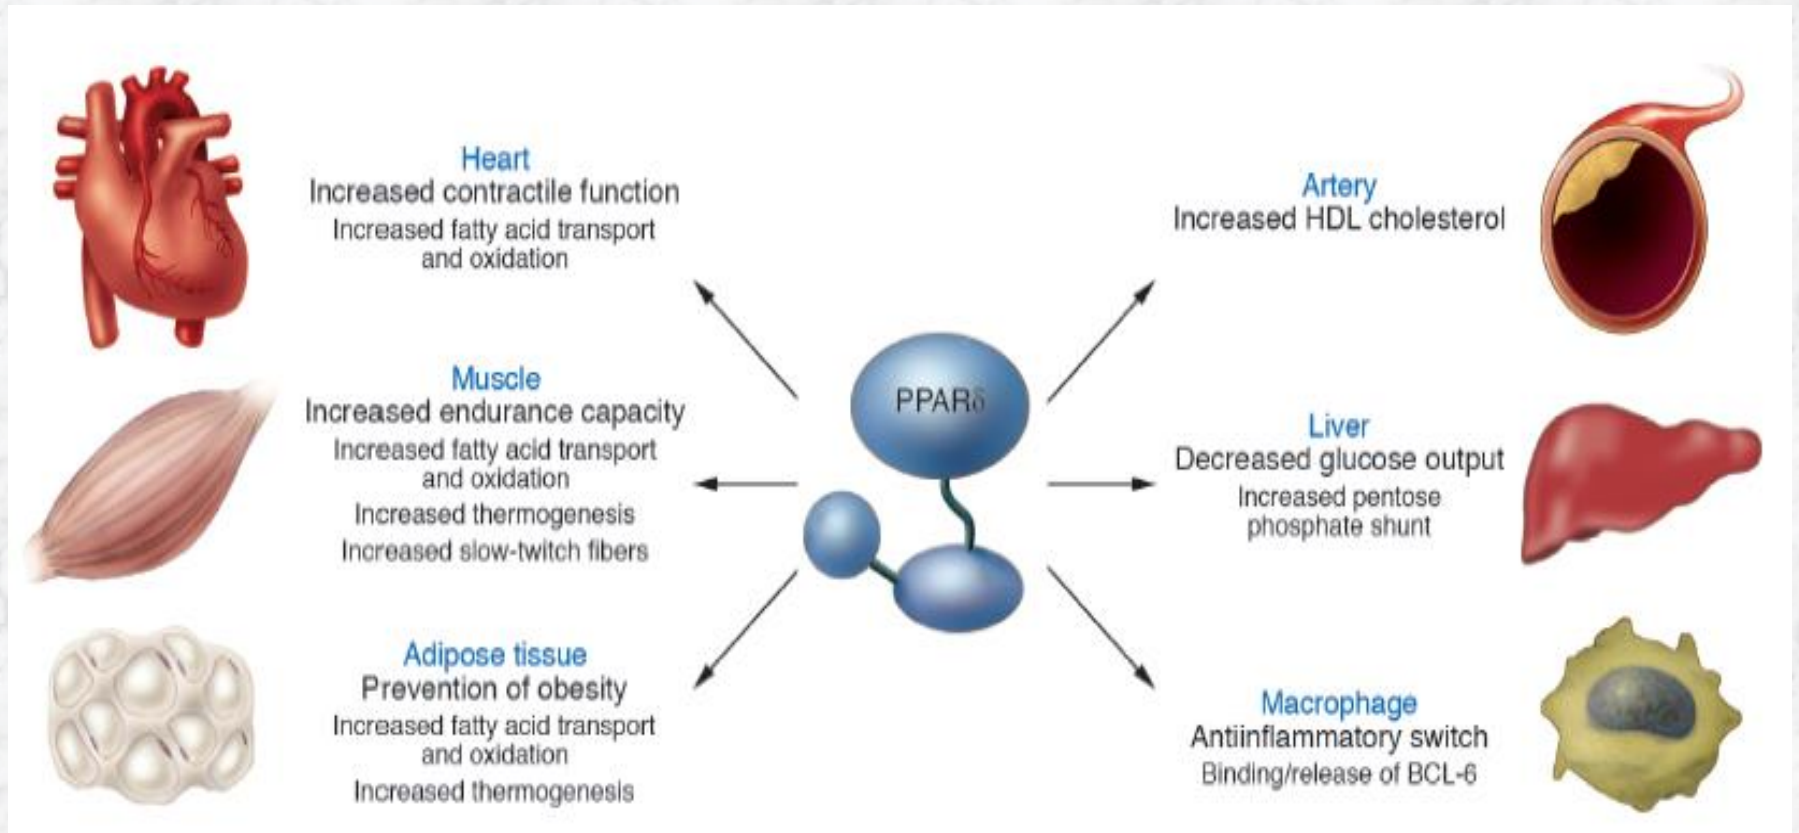 Heart
Increased contractile function
Increased fatty acid transport
and oxidation
Muscle
Increased endurance capacity
Increased fatty acid transport
and oxidation
Increased thermogenesis
Increased slow-twitch fibers
Adipose tissue
Prevention of obesity
Increased fatty acid transport
and oxidation
Increased thermogenesis
PPARδ
Artery
Increased HDL cholesterol
Liver
Decreased glucose output
Increased pentose
phosphate shunt
Macrophage
Antiinflammatory switch
Binding/release of BCL-6